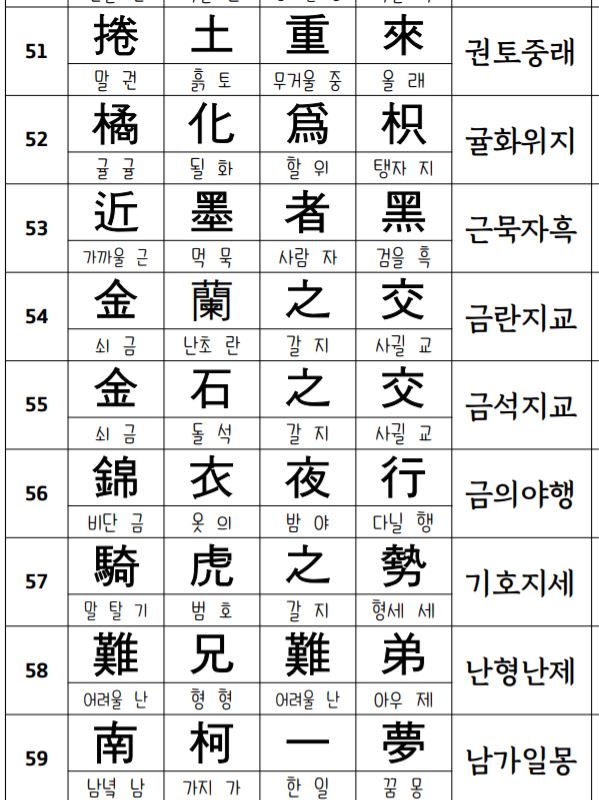 51 捲 土 重 來 권토중래
말 권 흙 토 무거울 중 올 래
52 橘 化 爲 枳 귤화위지
귤 귤 될 화 할 위 탱자 지
53 近 墨 者 黑 근묵자흑
가까울 근 먹 묵 사람 자 검을 흑
54 金 蘭 之 交 금란지교
쇠 금 난초 란 갈 지 사귈 교
55 金 石 之 交 금석지교
쇠 금 돌 석 갈 지 사귈 교
56 錦 衣 夜 行 금의야행
비단 금 옷 의 밤 야 다닐 행
57 騎 虎 之 勢 기호지세
말 탈 기 범 호 갈 지 형세 세
58 難 兄 難 弟 난형난제
어려울 난 형 형 어려울 난 아우 제
59 南 柯 一 夢 남가일몽
남녘 남 가지 가 한 일 꿈 몽